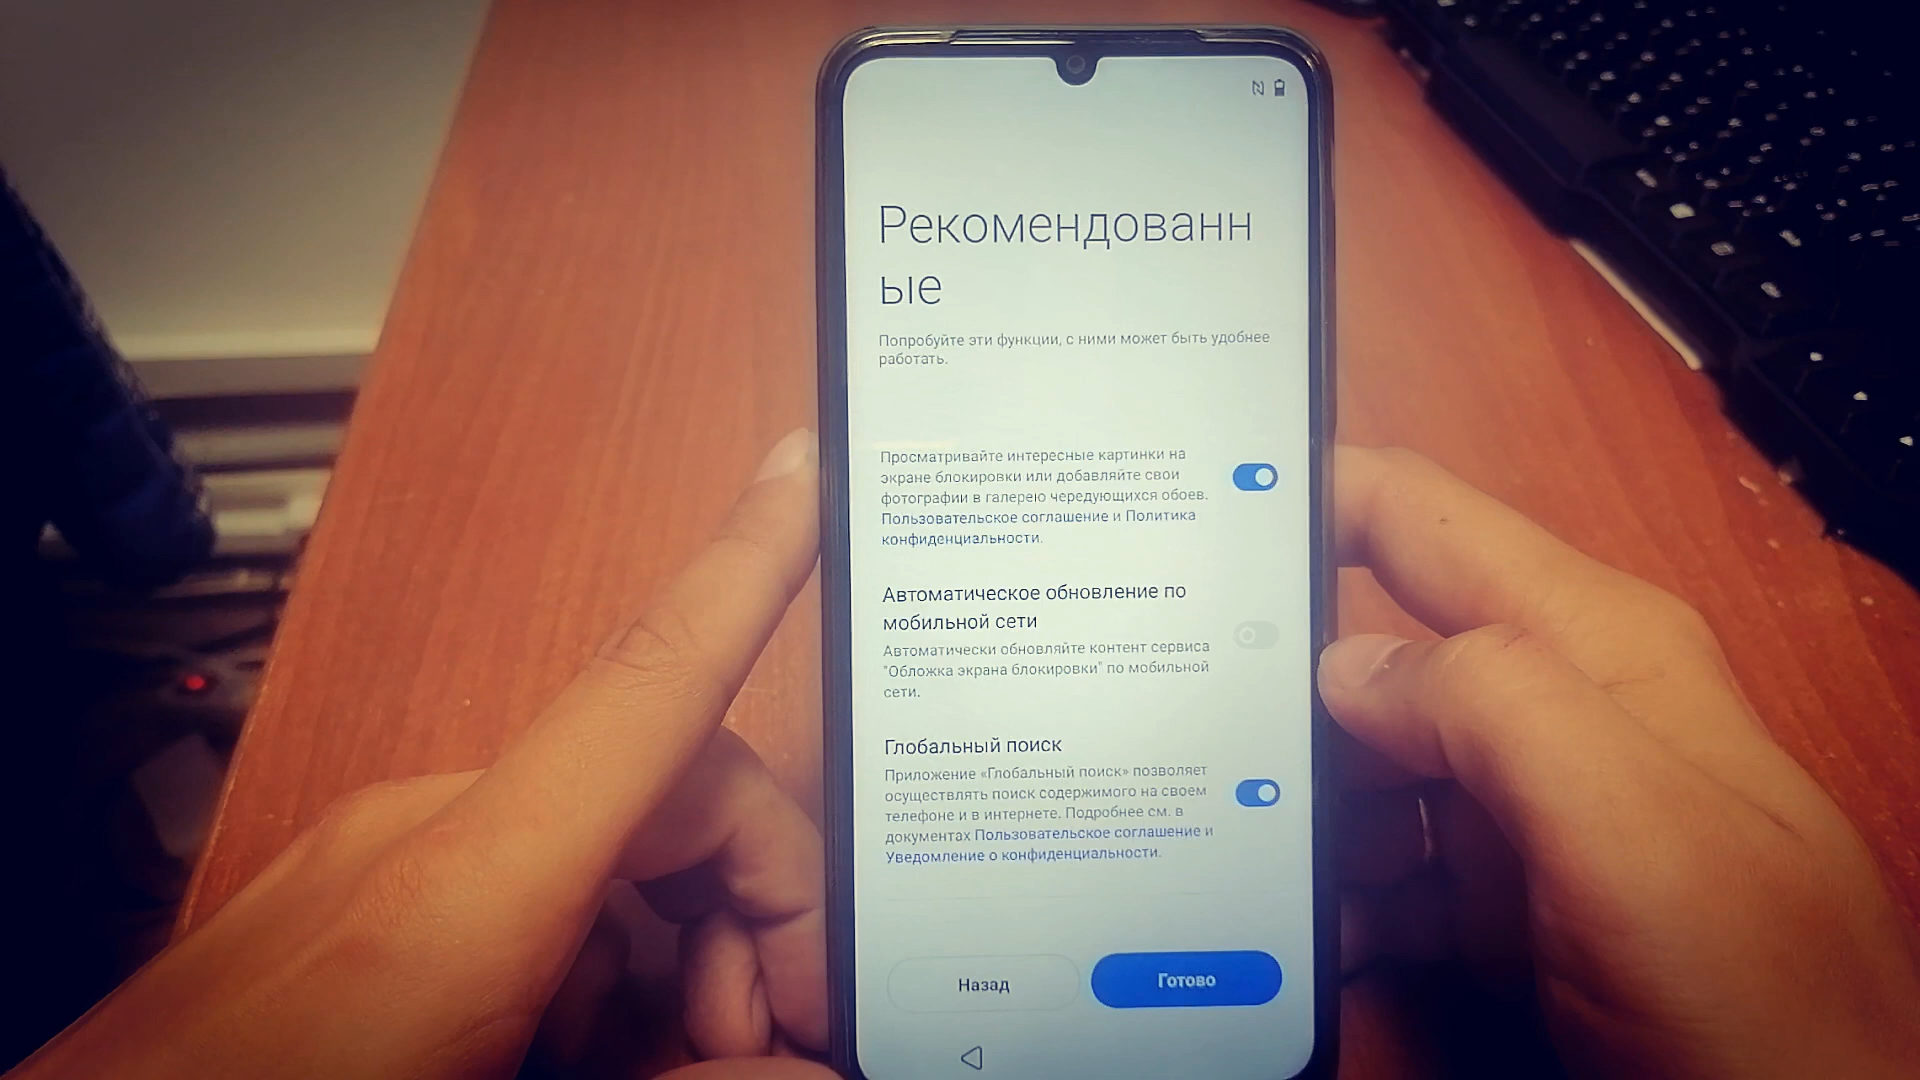 Рекомендованн
ые
Попробуйте эти функции, с ними может быть удобнее
работать.
Просматривайте интересные картинки на
экране блокировки или добавляйте свои
фотографии в галерею чередующихся обоев.
Пользовательское соглашение и Политика
конфиденциальности.
Автоматическое обновление по
мобильной сети
Автоматически обновляйте контент сервиса
"Обложка экрана блокировки" по мобильной
сети.
Глобальный поиск
Приложение «Глобальный поиск» позволяет
осуществлять поиск содержимого на своем
телефоне и в интернете. Подробнее см. в
документах Пользовательское соглашение и
Уведомление о конфиденциальности.
Назад
Готово